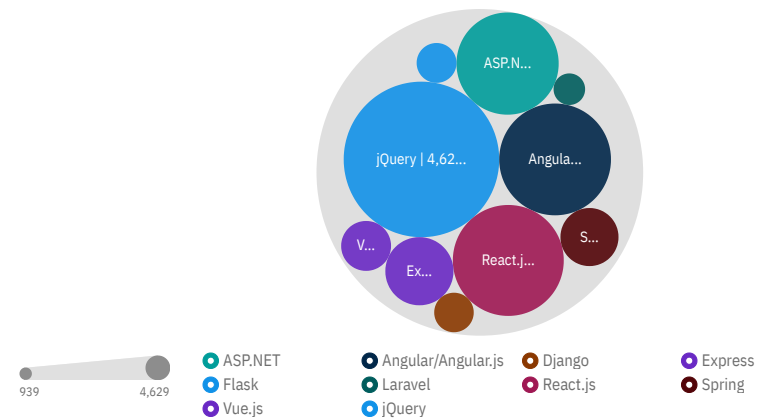 ASP.N...
jQuery | 4,62...
Angula...
V...
Ex...
React.j...
S...
939
4,629
ASP.NET
Angular/Angular.js
Django
Express
Flask
Laravel
React.js
Spring
Vue.js
jQuery